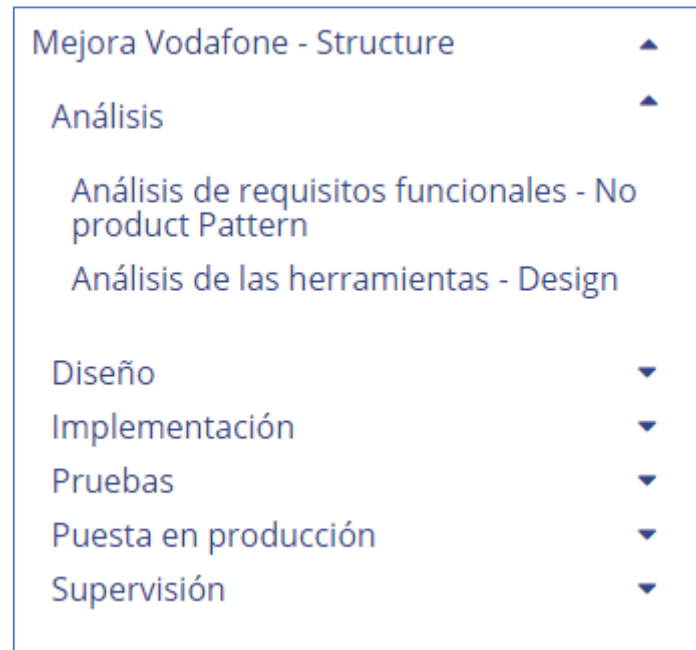 Mejora Vodafone - Structure
Análisis
Análisis de requisitos funcionales - No
product Pattern
Análisis de las herramientas - Design
Diseño
Implementación
Pruebas
Puesta en producción
Supervisión